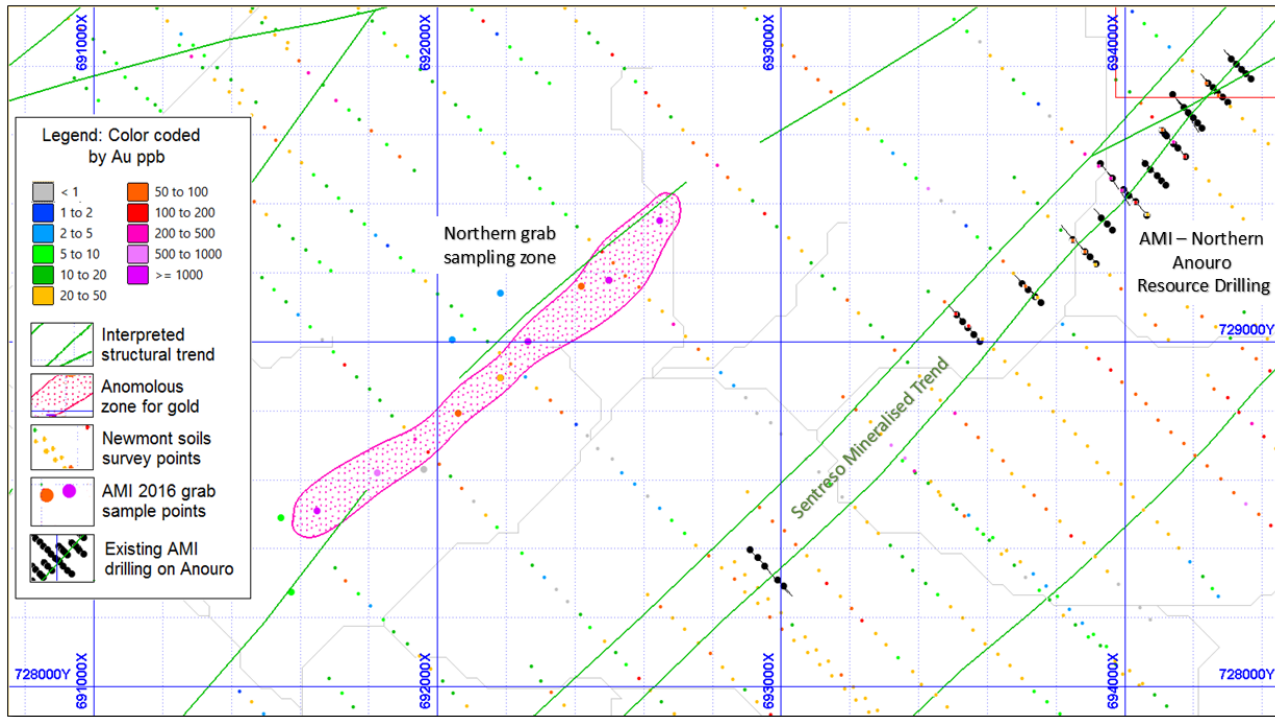 691000X
692000X
693000X
694000X
Legend: Color coded
by Au ppb
< 1
1 to 2
2 to 5
5 to 10
10 to 20
20 to 50
50 to 100
100 to 200
200 to 500
500 to 1000
>= 1000
Interpreted
structural trend
Anomolous
zone for gold
Newmont soils
survey points
AMI 2016 grab
sample points
Existing AMI
drilling on Anouro
Northern grab
sampling zone
AMI – Northern
Anouro
Resource Drilling
729000Y
Sentreso Mineralised Trend
728000Y
728000Y
691000X
692000X
693000X
694000X